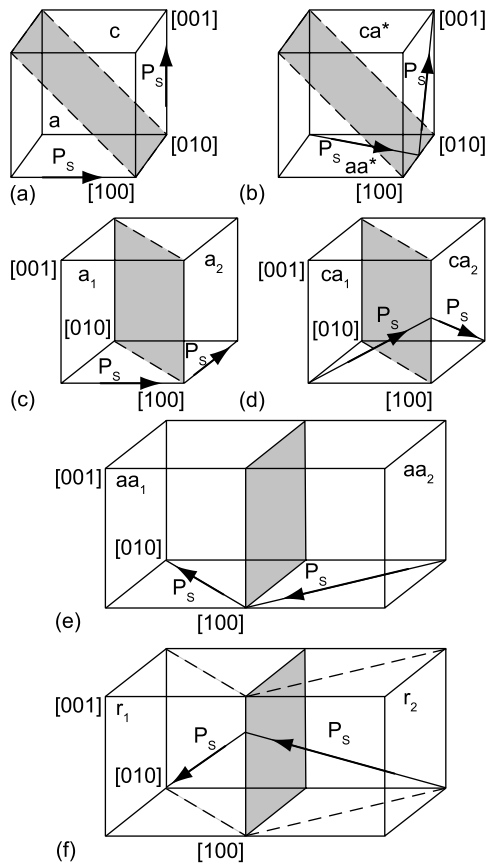 c [001] ca* [001]
P_S P_S
a [010] [010]
P_S P_S aa*
(a) [100] (b) [100]
[001] a_1 a_2 [001] ca_1 ca_2
[010] P_S [010] P_S P_S
P_S
(c) [100] (d) [100]
[001] aa_1 aa_2
[010] P_S P_S
(e) [100]
[001] r_1 r_2
P_S P_S
[010]
(f) [100]